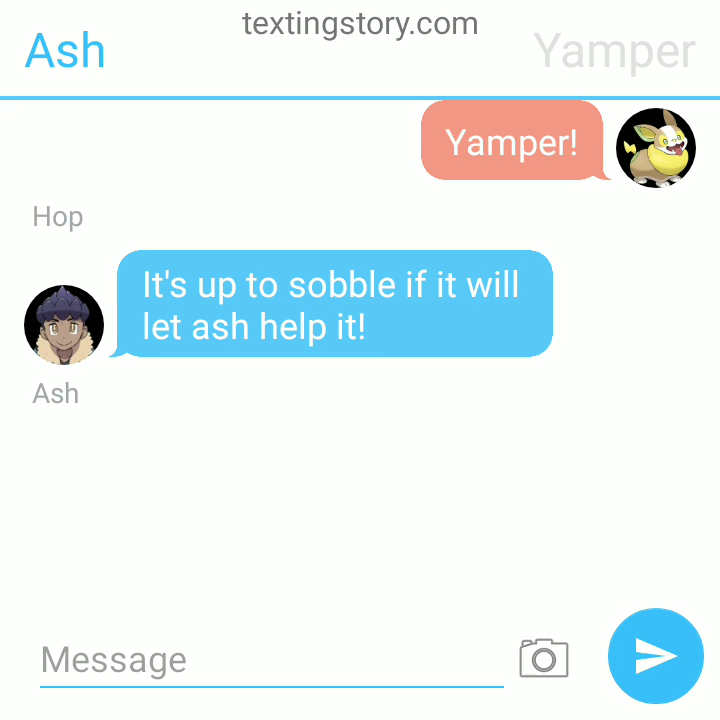 textingstory.com
Ash
Yamper
Yamper!
Hop
It's up to sobble if it will
let ash help it!
Ash
Message